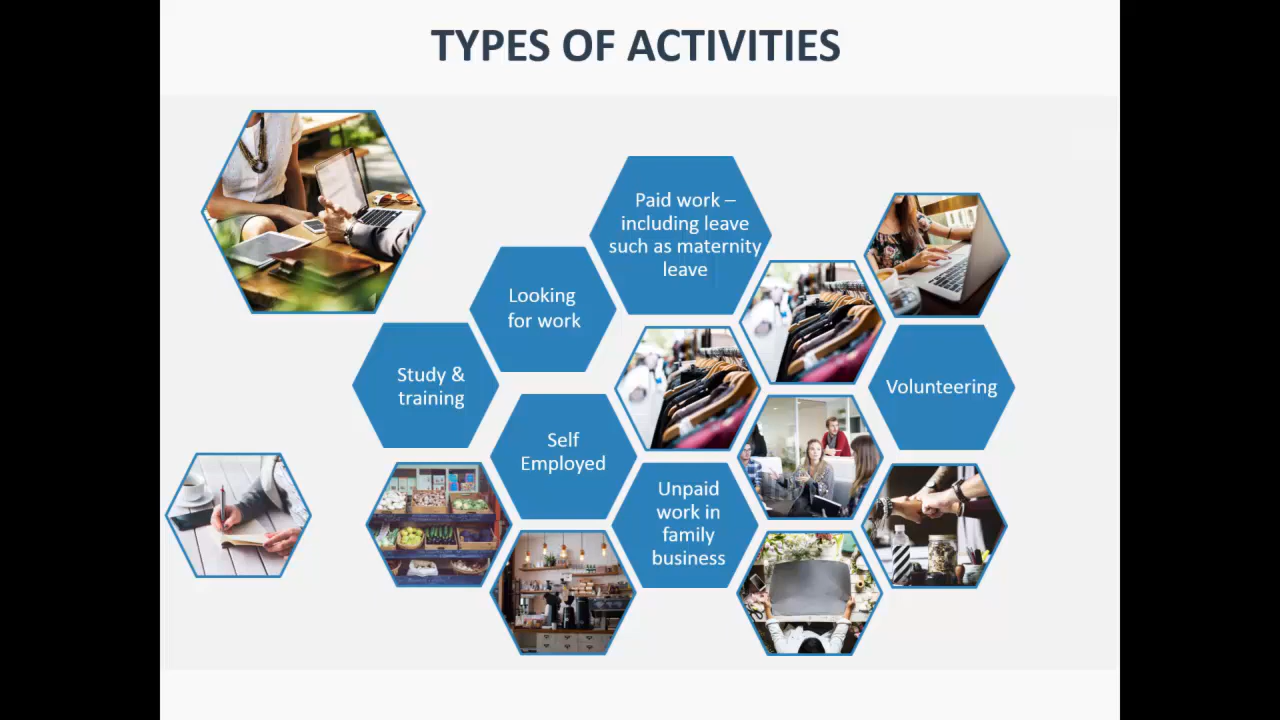 TYPES OF ACTIVITIES
Paid work –
including leave
such as maternity
leave
Looking
for work
Study &
training
Volunteering
Self
Employed
Unpaid
work in
family
business